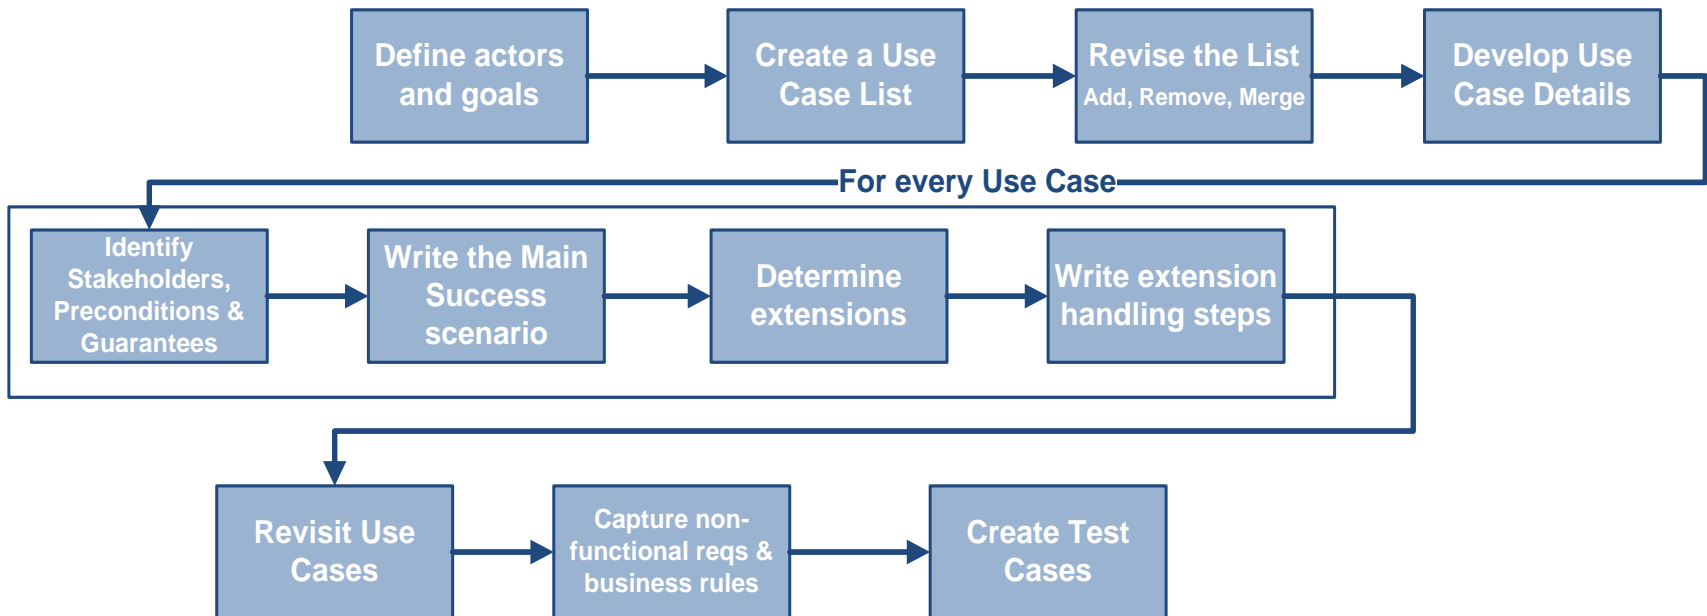 Define actors
and goals
Create a Use
Case List
Revise the List
Add, Remove, Merge
Develop Use
Case Details
For every Use Case
Identify
Stakeholders,
Preconditions &
Guarantees
Write the Main
Success
scenario
Determine
extensions
Write extension
handling steps
Revisit Use
Cases
Capture non-
functional reqs &
business rules
Create Test
Cases